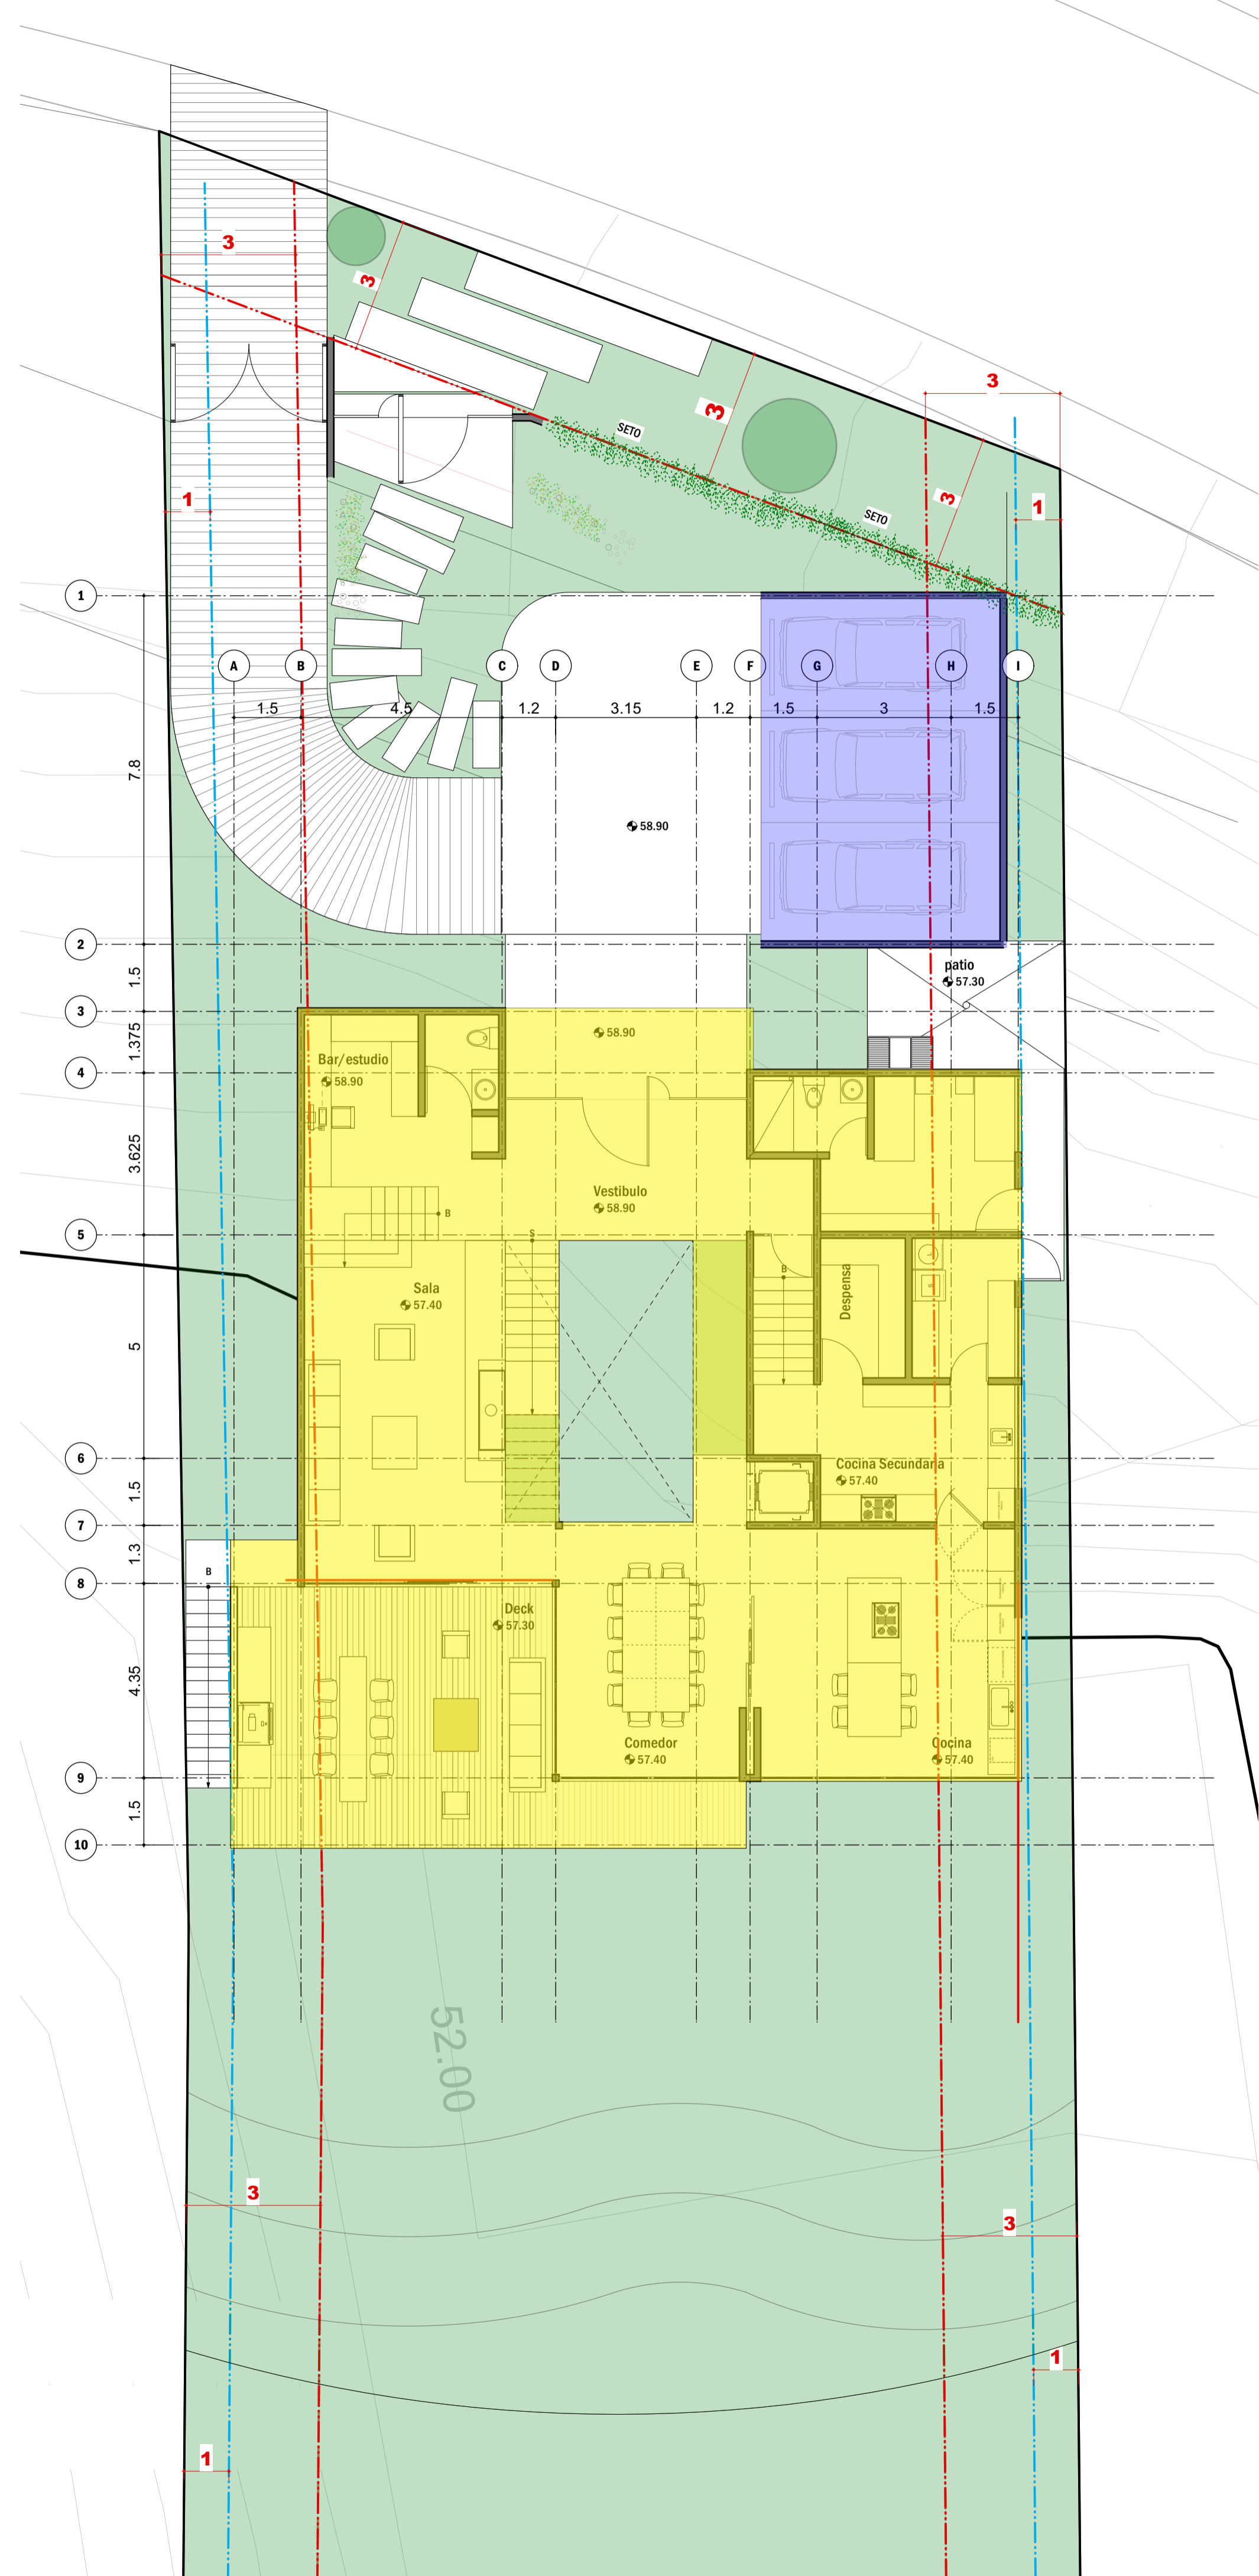 3
3
3
SETO
3
SETO
3
1
1
1
A
B
C
D
E
F
G
H
I
1.5
4.5
1.2
3.15
1.2
1.5
3
1.5
7.8
58.90
2
patio
57.30
1.5
3
58.90
1.375
Bar/estudio
58.90
4
3.625
Vestibulo
58.90
B
5
S
Sala
57.40
B
Despensa
5
6
Cocina Secundaria
57.40
1.5
7
1.3
B
8
Deck
57.30
4.35
Comedor
57.40
Cocina
57.40
9
1.5
10
52.00
3
3
1
1